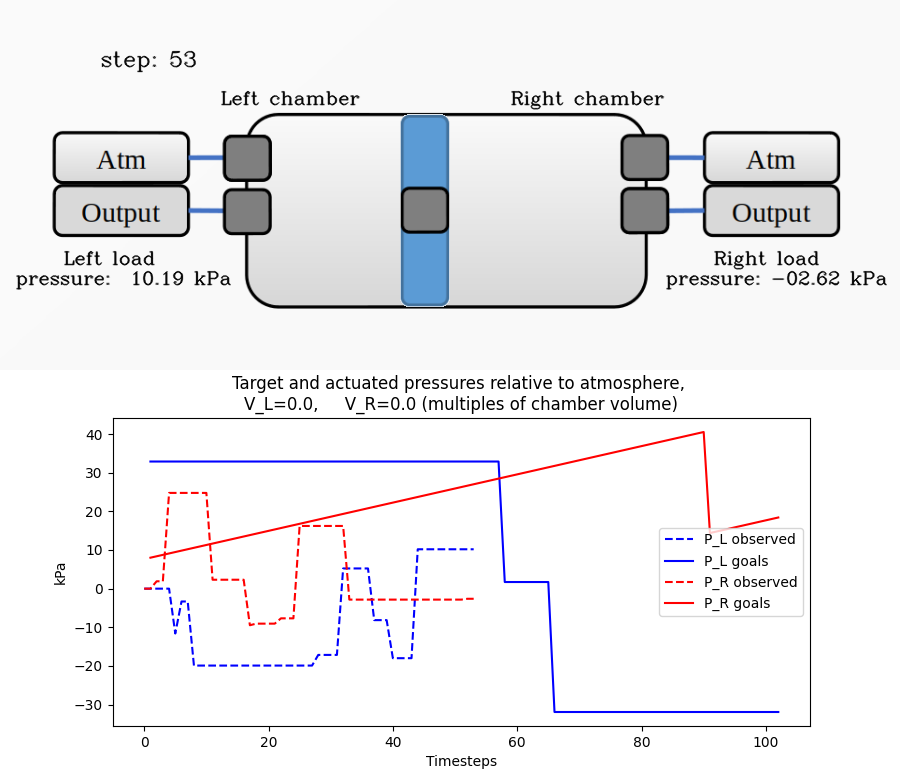 step: 53
Left chamber
Right chamber
Atm
Atm
Output
Output
Left load
pressure:  10.19 kPa
Right load
pressure: −02.62 kPa
Target and actuated pressures relative to atmosphere,
V_L=0.0,     V_R=0.0 (multiples of chamber volume)
kPa
40
30
20
10
0
−10
−20
−30
P_L observed
P_L goals
P_R observed
P_R goals
0
20
40
60
80
100
Timesteps